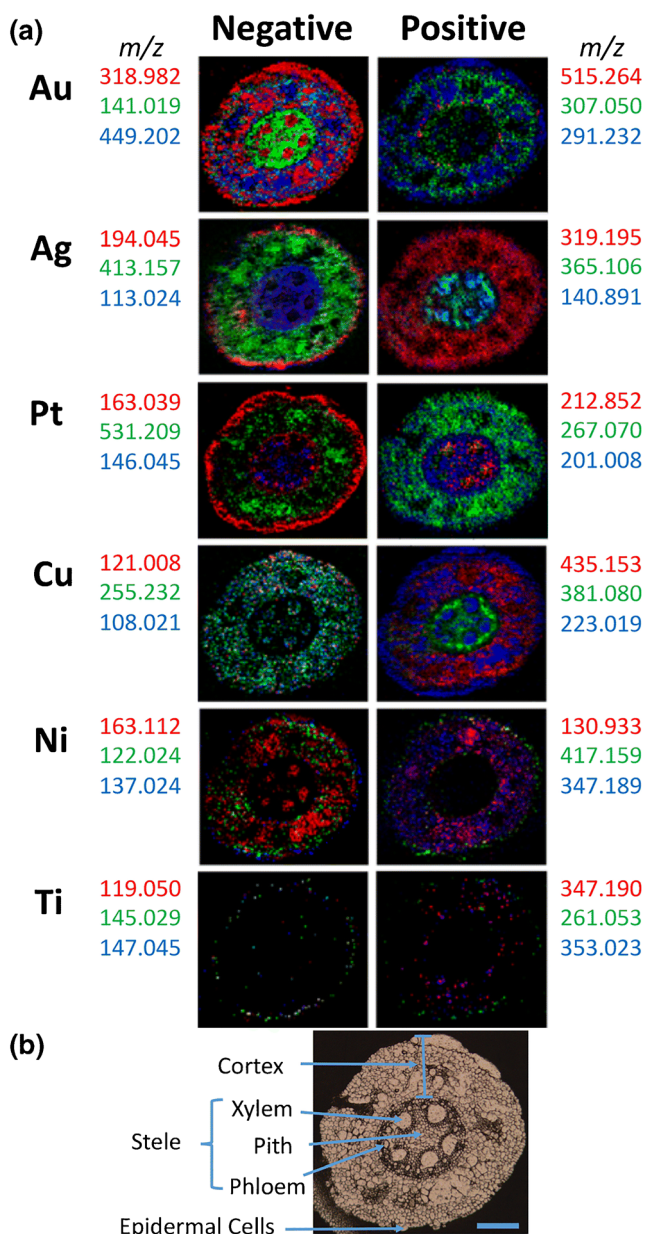 (a)
Negative Positive
m/z m/z
Au
318.982
141.019
449.202
515.264
307.050
291.232
Ag
194.045
413.157
113.024
319.195
365.106
140.891
Pt
163.039
531.209
146.045
212.852
267.070
201.008
Cu
121.008
255.232
108.021
435.153
381.080
223.019
Ni
163.112
122.024
137.024
130.933
417.159
347.189
Ti
119.050
145.029
147.045
347.190
261.053
353.023
(b)
Cortex
Xylem
Stele
Pith
Phloem
Epidermal Cells